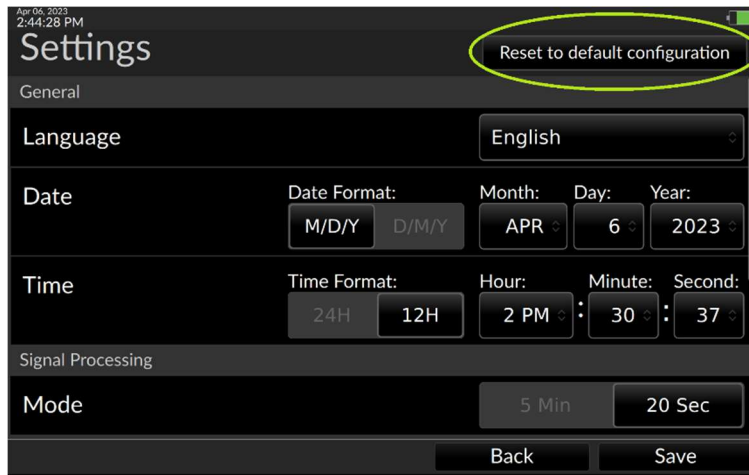 Apr 06, 2023
2:44:28 PM
Settings
Reset to default configuration
General
Language
English
Date
Date Format:
Month:
Day:
Year:
M/D/Y
D/M/Y
APR
6
2023
Time
Time Format:
Hour:
Minute:
Second:
24H
12H
2 PM
:
30
:
37
Signal Processing
Mode
5 Min
20 Sec
Back
Save